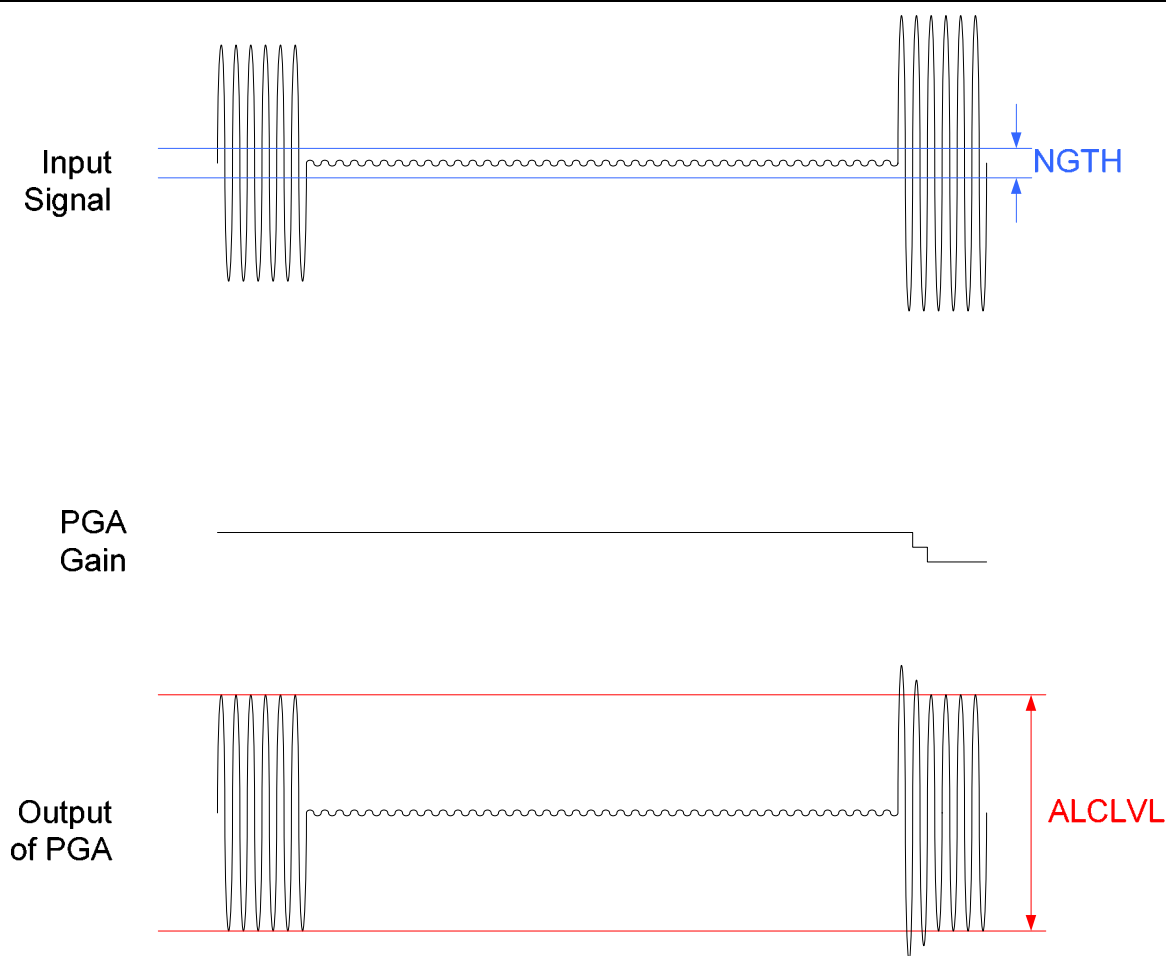 Input
Signal
NGTH
PGA
Gain
Output
of PGA
ALCLVL